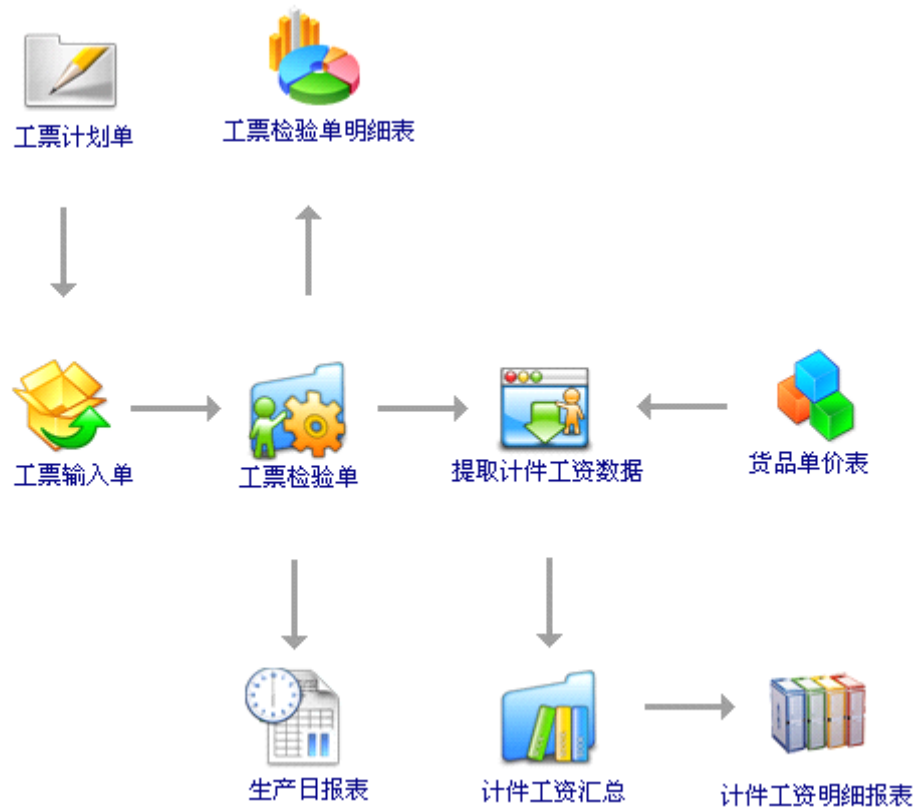 工票计划单
工票检验单明细表
工票输入单
工票检验单
提取计件工资数据
货品单价表
生产日报表
计件工资汇总
计件工资明细报表